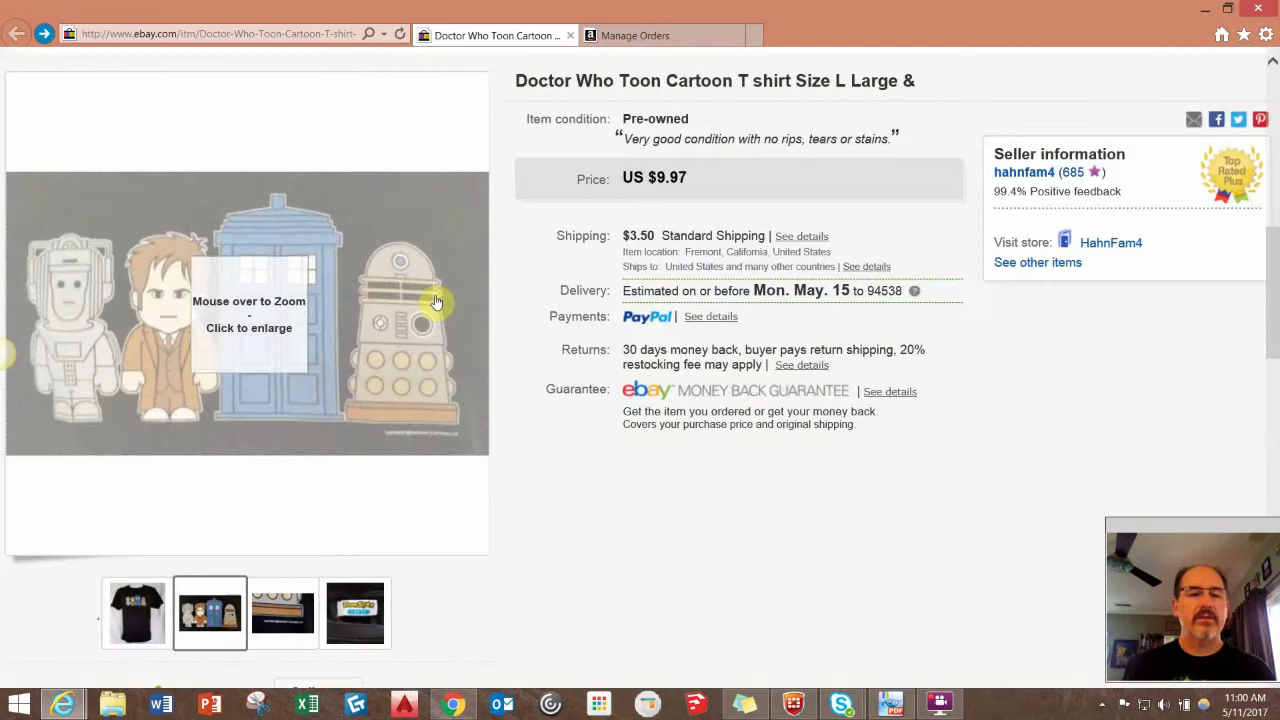 http://www.ebay.com/itm/Doctor-Who-Toon-Cartoon-T-shirt-
Doctor Who Toon Cartoon ...
Manage Orders
Doctor Who Toon Cartoon T shirt Size L Large &
Item condition: Pre-owned
“Very good condition with no rips, tears or stains.”
Price: US $9.97
Shipping: $3.50 Standard Shipping | See details
Item location: Fremont, California, United States
Ships to: United States and many other countries | See details
Delivery: Estimated on or before Mon. May. 15 to 94538
Payments: PayPal | See details
Returns: 30 days money back, buyer pays return shipping, 20%
restocking fee may apply | See details
Guarantee: ebay MONEY BACK GUARANTEE | See details
Get the item you ordered or get your money back.
Covers your purchase price and original shipping.
Seller information
hahnfam4 (685)
99.4% Positive feedback
Top
Rated
Plus
Visit store: HahnFam4
See other items
Mouse over to Zoom
-
Click to enlarge
11:00 AM
5/11/2017